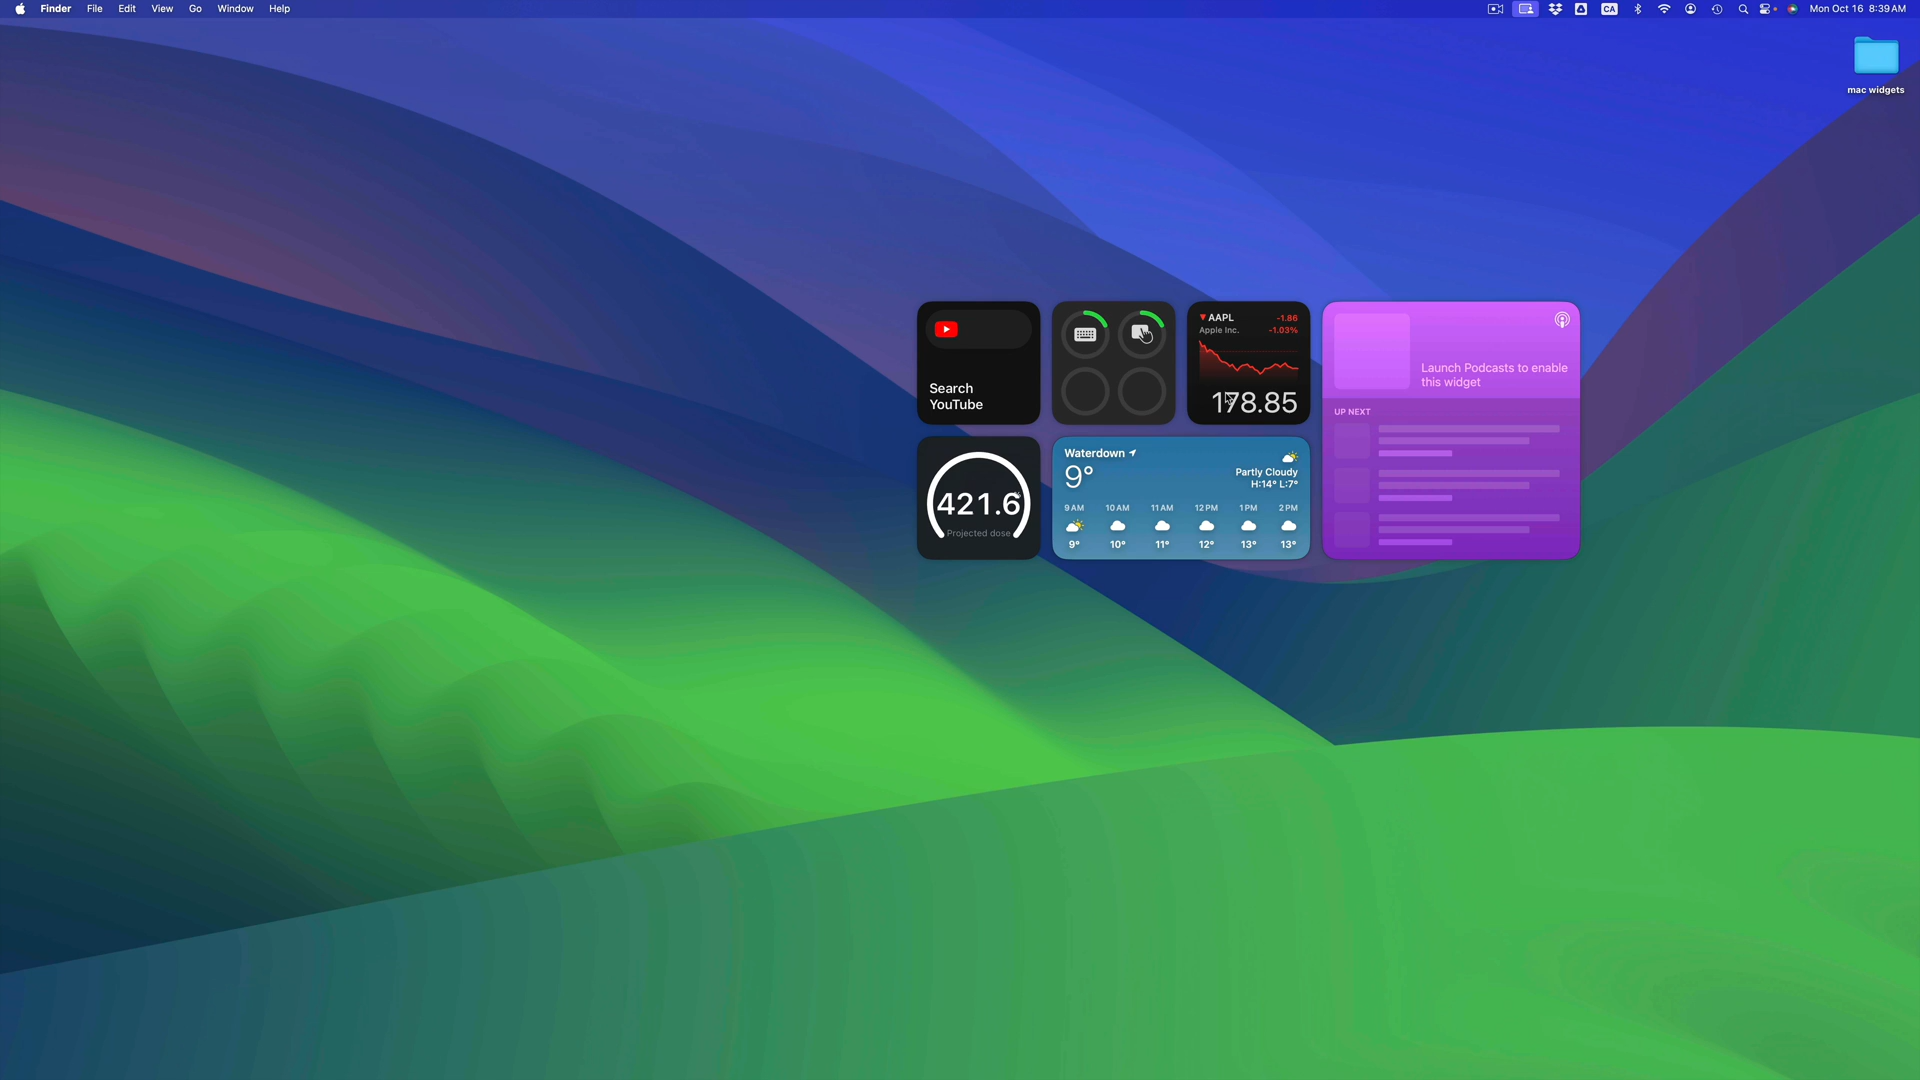 Finder File Edit View Go Window Help
CA Mon Oct 16 8:39 AM
mac widgets
Search
YouTube
AAPL -1.86
Apple Inc. -1.03%
178.85
Launch Podcasts to enable
this widget
UP NEXT
421.6
Projected dose
Waterdown
9°
Partly Cloudy
H:14° L:7°
9 AM 10 AM 11 AM 12 PM 1 PM 2 PM
9° 10° 11° 12° 13° 13°